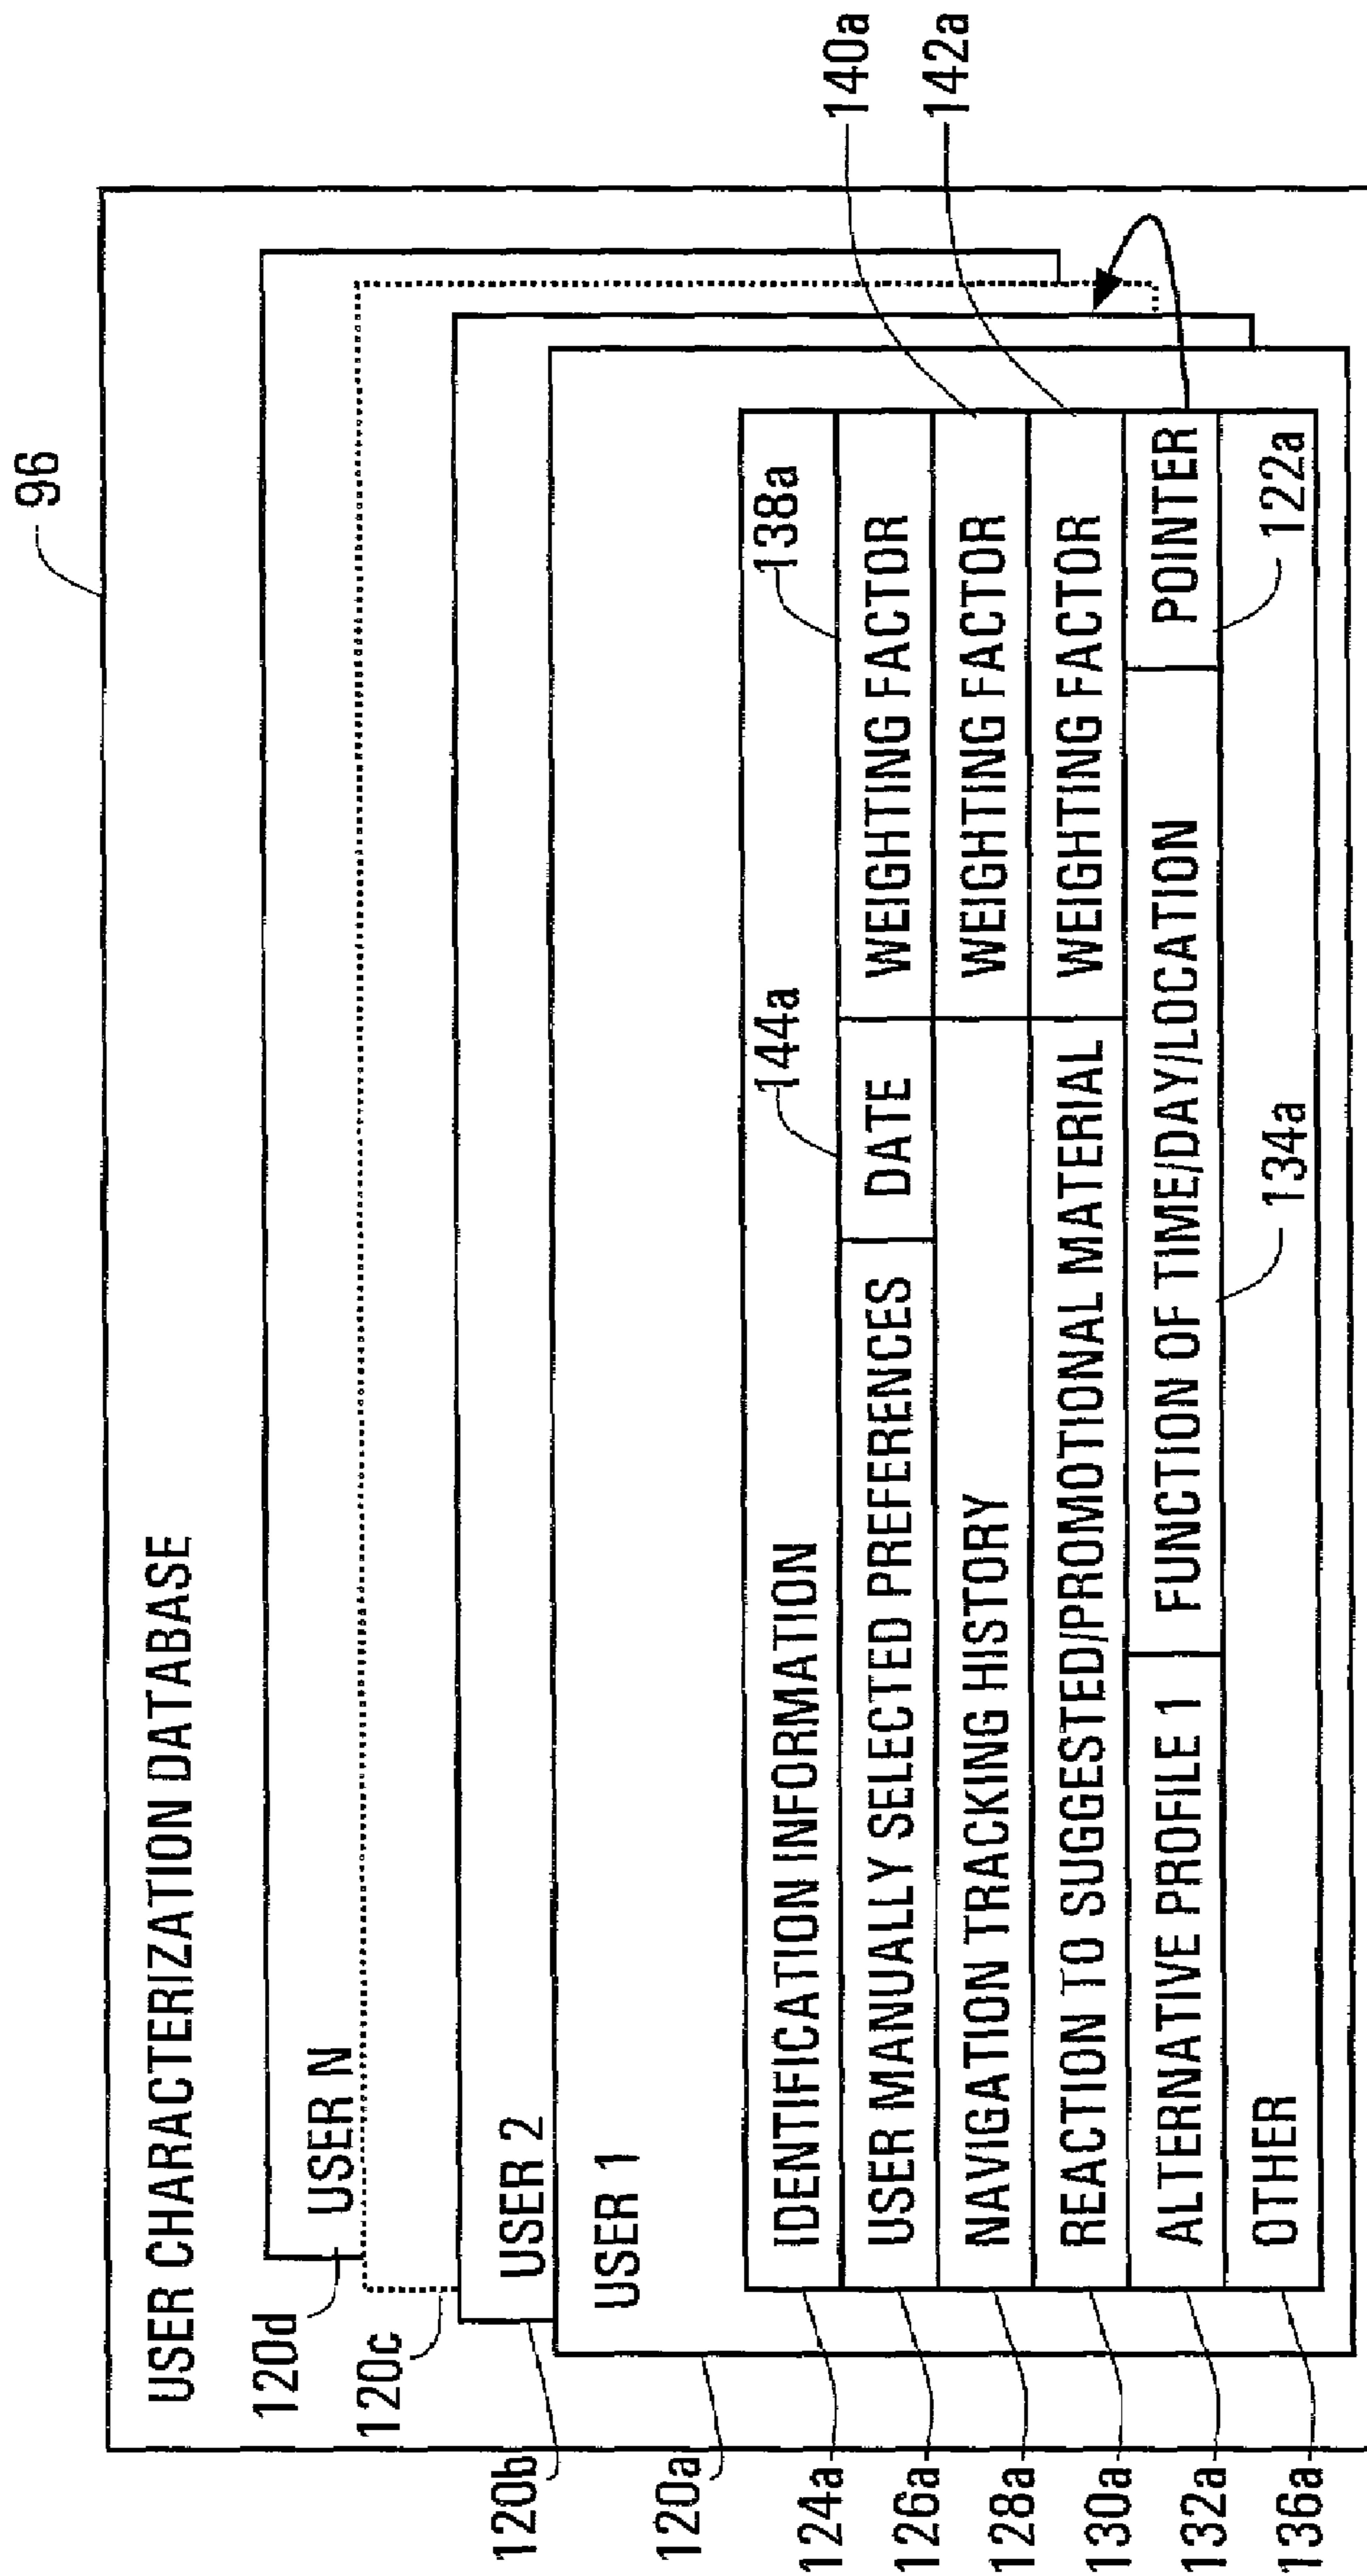 96
USER CHARACTERIZATION DATABASE
120d
USER N
120c
120b
USER 2
120a
USER 1
140a
142a
144a
138a
124a
IDENTIFICATION INFORMATION
126a
USER MANUALLY SELECTED PREFERENCES DATE WEIGHTING FACTOR
128a
NAVIGATION TRACKING HISTORY WEIGHTING FACTOR
130a
REACTION TO SUGGESTED/PROMOTIONAL MATERIAL WEIGHTING FACTOR
132a
ALTERNATIVE PROFILE 1 FUNCTION OF TIME/DAY/LOCATION POINTER
136a
OTHER
134a
122a